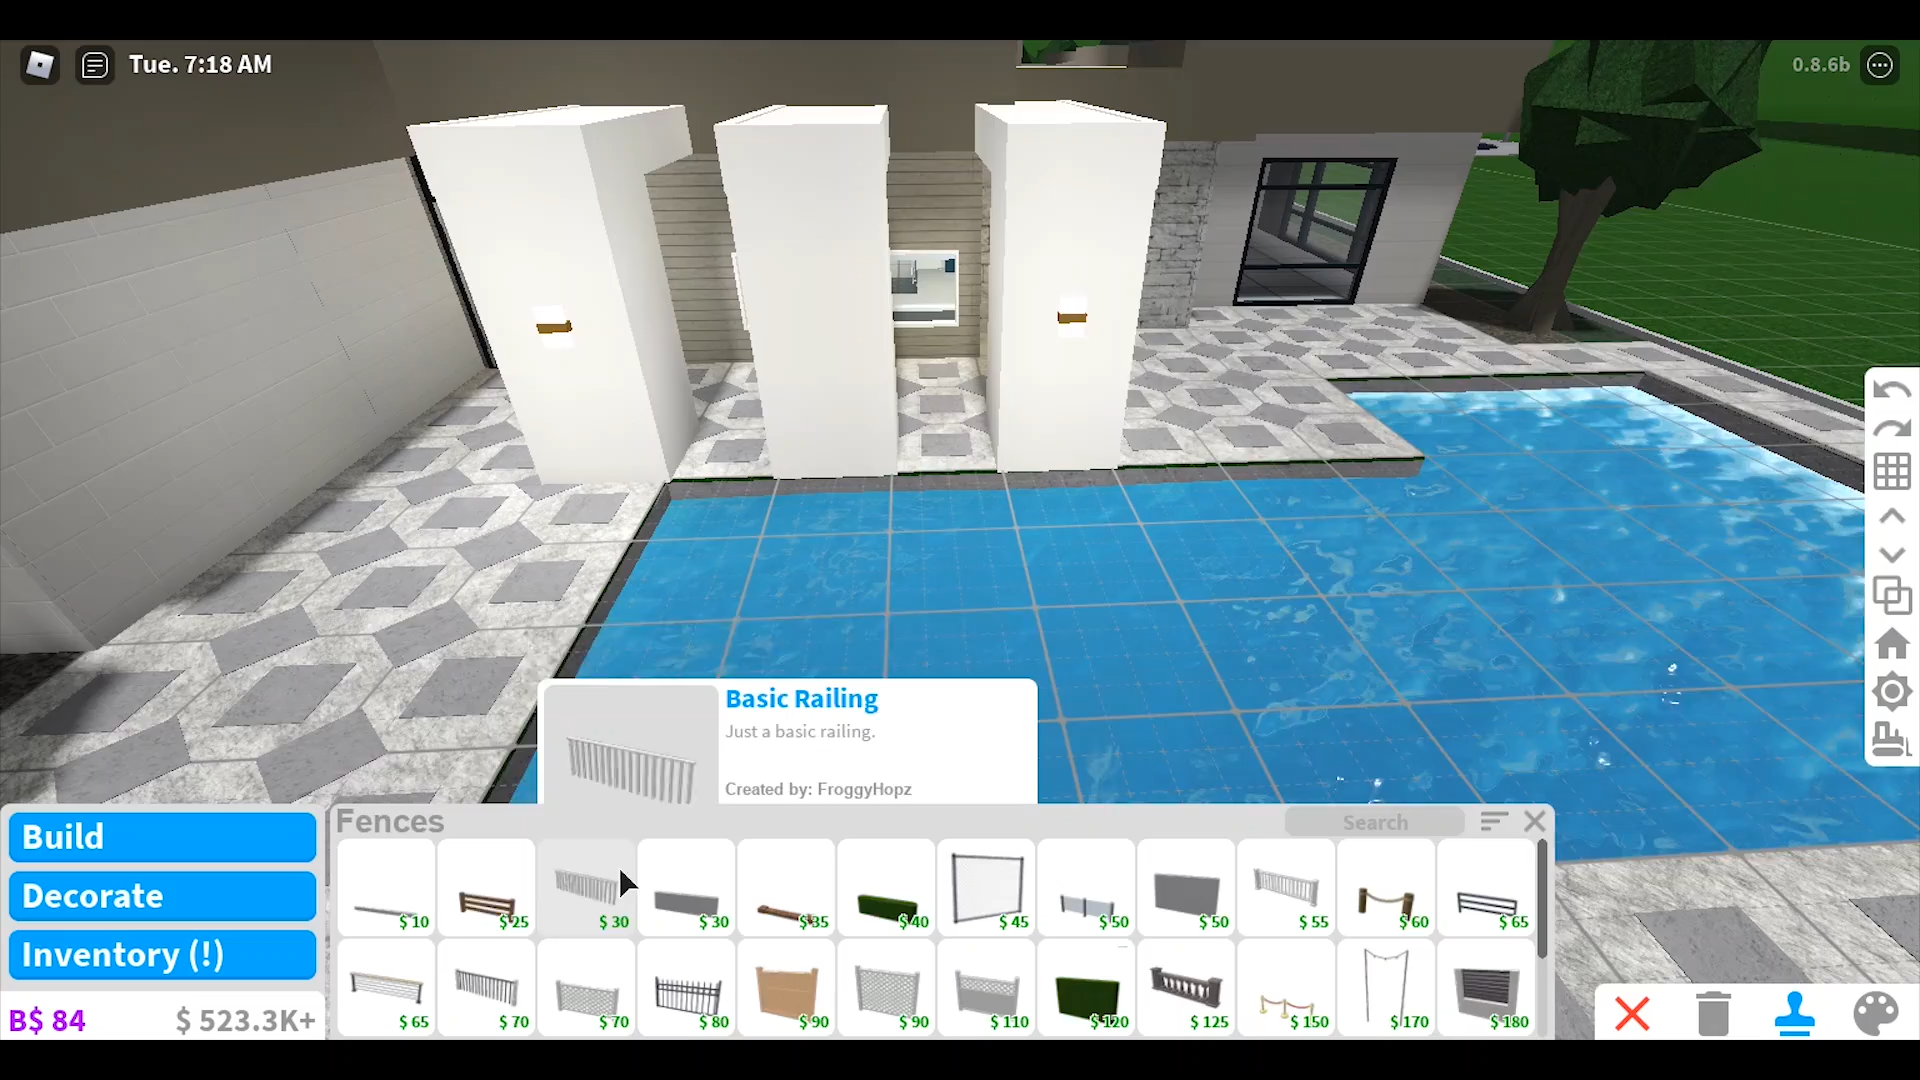 Tue. 7:18 AM
0.8.6b
Basic Railing
Just a basic railing.
Created by: FroggyHopz
Build
Decorate
Inventory (!)
B$ 84
$ 523.3K+
Fences
Search
$ 10
$ 25
$ 30
$ 30
$ 35
$ 40
$ 45
$ 50
$ 50
$ 55
$ 60
$ 65
$ 65
$ 70
$ 70
$ 80
$ 90
$ 90
$ 110
$ 120
$ 125
$ 150
$ 170
$ 180